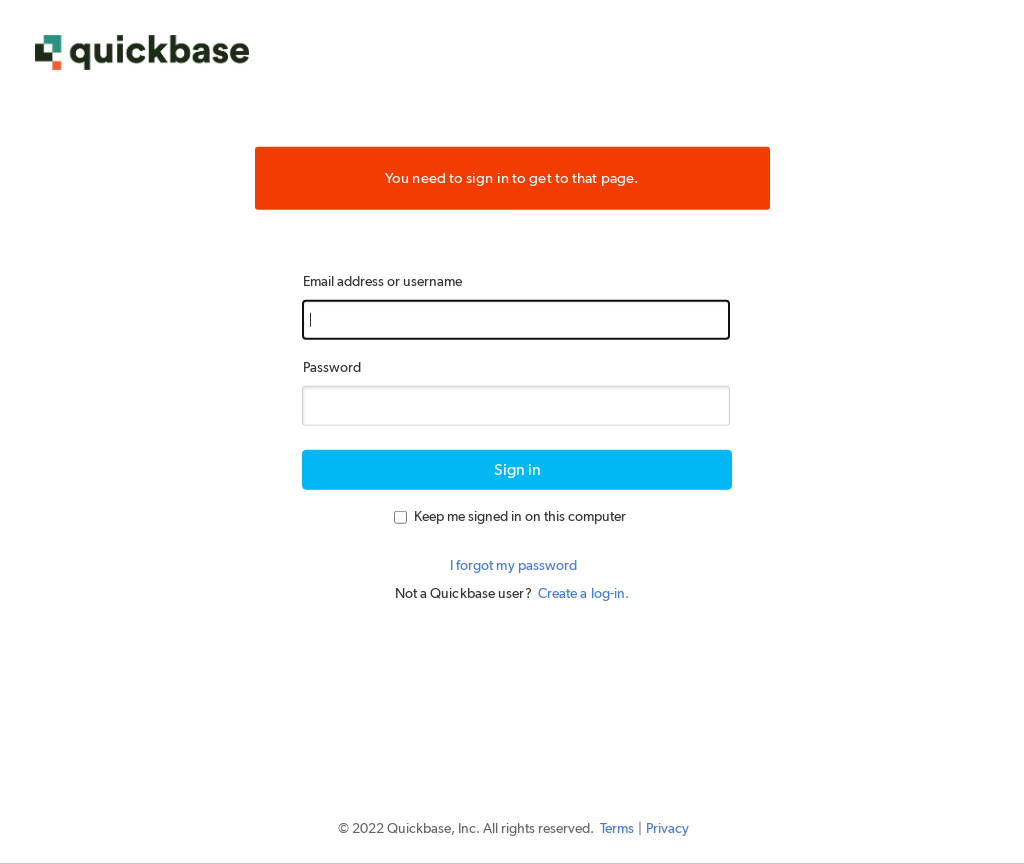 quickbase
You need to sign in to get to that page.
Email address or username
Password
Sign in
Keep me signed in on this computer
I forgot my password
Not a Quickbase user? Create a log-in.
© 2022 Quickbase, Inc. All rights reserved. Terms | Privacy